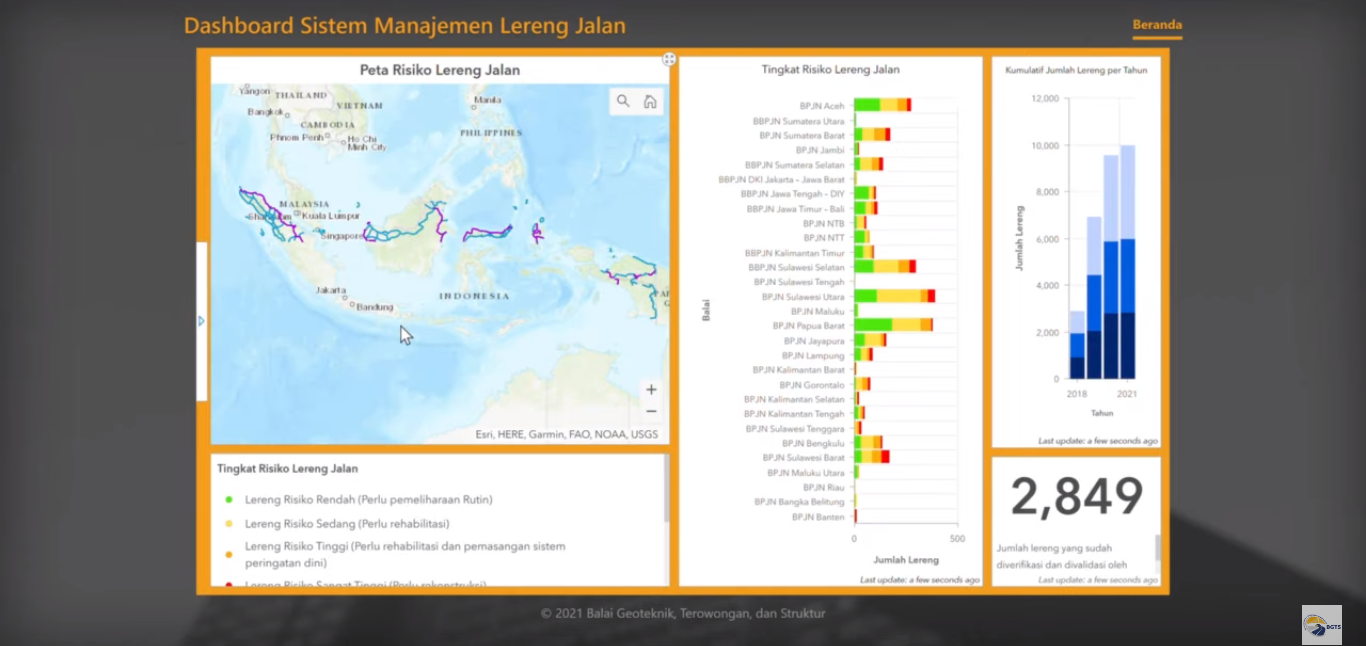 Dashboard Sistem Manajemen Lereng Jalan
Beranda
Peta Risiko Lereng Jalan
Yangon
THAILAND
VIETNAM
Manila
Bangkok
CAMBODIA
PHILIPPINES
Phnom Penh
Ho Chi
Minh City
MALAYSIA
Kuala Lumpur
Singapore
Jakarta
Bandung
INDONESIA
+
−
Esri, HERE, Garmin, FAO, NOAA, USGS
Tingkat Risiko Lereng Jalan
Lereng Risiko Rendah (Perlu pemeliharaan Rutin)
Lereng Risiko Sedang (Perlu rehabilitasi)
Lereng Risiko Tinggi (Perlu rehabilitasi dan pemasangan sistem
peringatan dini)
Lereng Risiko Sangat Tinggi (Perlu rekonstruksi)
Tingkat Risiko Lereng Jalan
Balai
BPJN Aceh
BBPJN Sumatera Utara
BPJN Sumatera Barat
BPJN Jambi
BBPJN Sumatera Selatan
BBPJN DKI Jakarta - Jawa Barat
BBPJN Jawa Tengah - DIY
BBPJN Jawa Timur - Bali
BPJN NTB
BPJN NTT
BBPJN Kalimantan Timur
BBPJN Sulawesi Selatan
BPJN Sulawesi Tengah
BPJN Sulawesi Utara
BPJN Maluku
BPJN Papua Barat
BPJN Jayapura
BPJN Lampung
BPJN Kalimantan Barat
BPJN Gorontalo
BPJN Kalimantan Selatan
BPJN Kalimantan Tengah
BPJN Sulawesi Tenggara
BPJN Bengkulu
BPJN Sulawesi Barat
BPJN Maluku Utara
BPJN Riau
BPJN Bangka Belitung
BPJN Banten
0 500
Jumlah Lereng
Last update: a few seconds ago
Kumulatif Jumlah Lereng per Tahun
Jumlah Lereng
12,000
10,000
8,000
6,000
4,000
2,000
0
2018 2021
Tahun
Last update: a few seconds ago
2,849
Jumlah lereng yang sudah
diverifikasi dan divalidasi oleh
Last update: a few seconds ago
© 2021 Balai Geoteknik, Terowongan, dan Struktur
BGTS